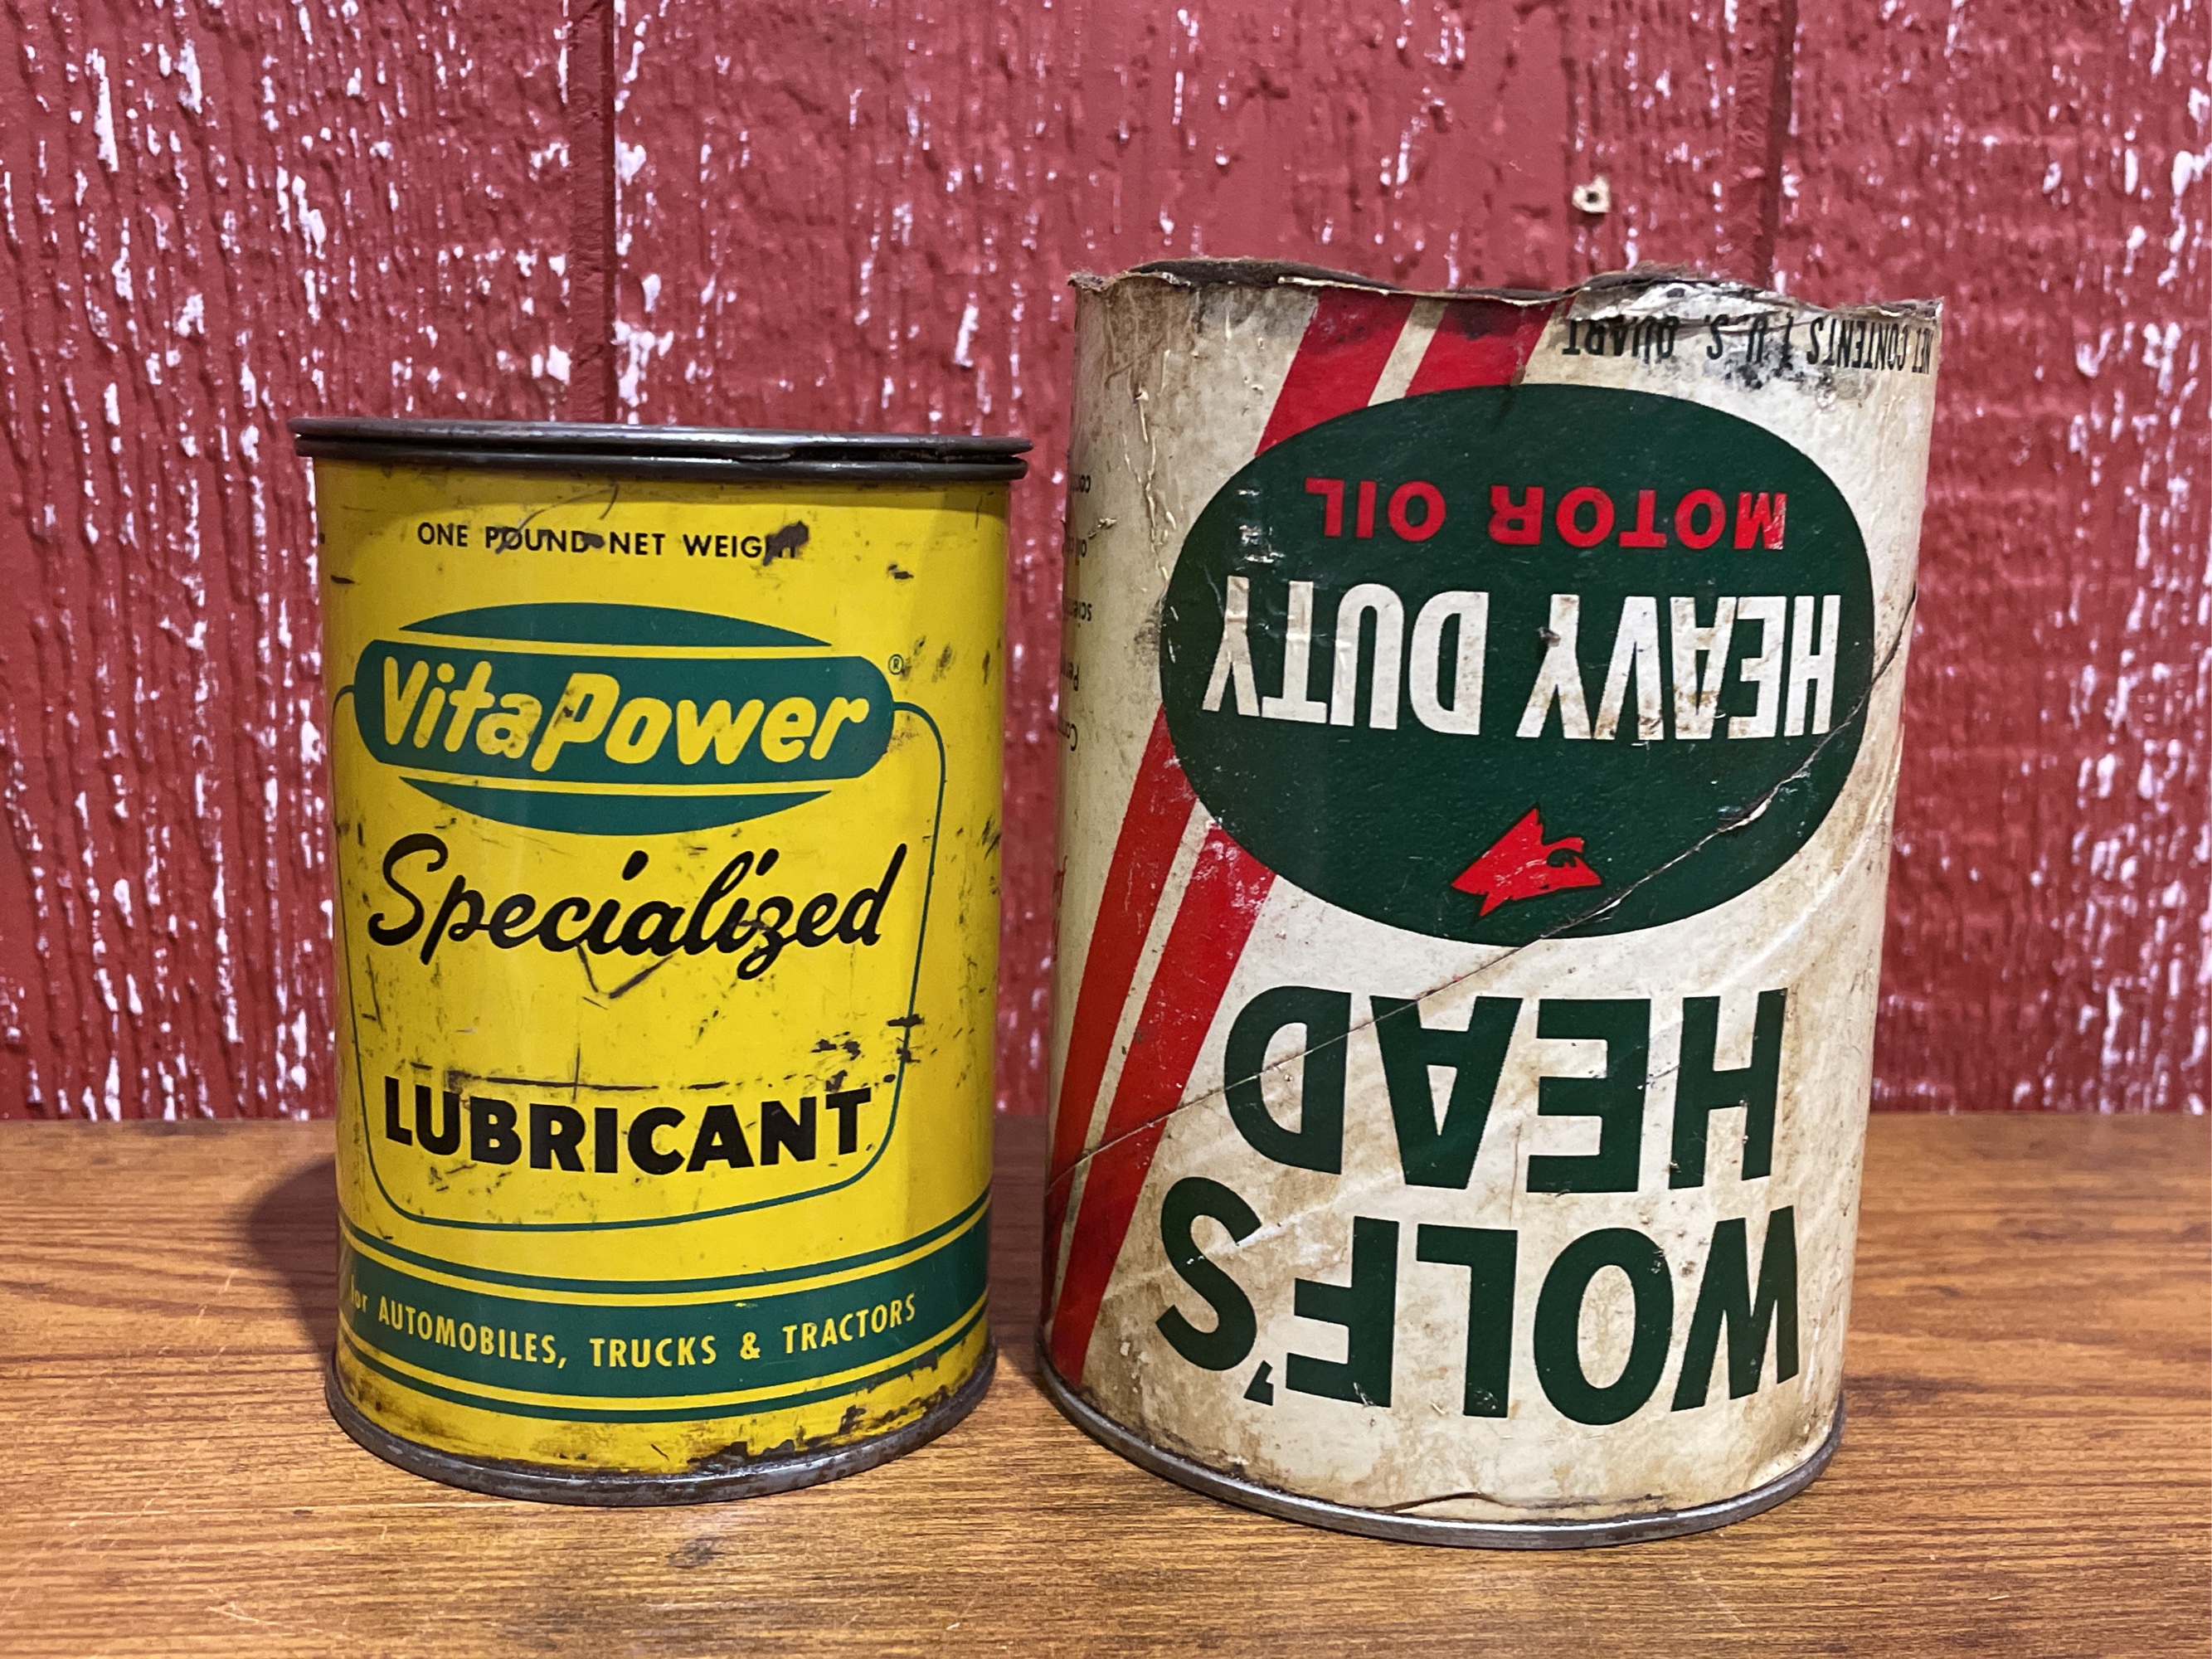 ONE POUND NET WEIGHT
VitaPower®
Specialized
LUBRICANT
for AUTOMOBILES, TRUCKS & TRACTORS
WOLF'S
HEAD
HEAVY DUTY
MOTOR OIL
NET CONTENTS 1 U. S. QUART